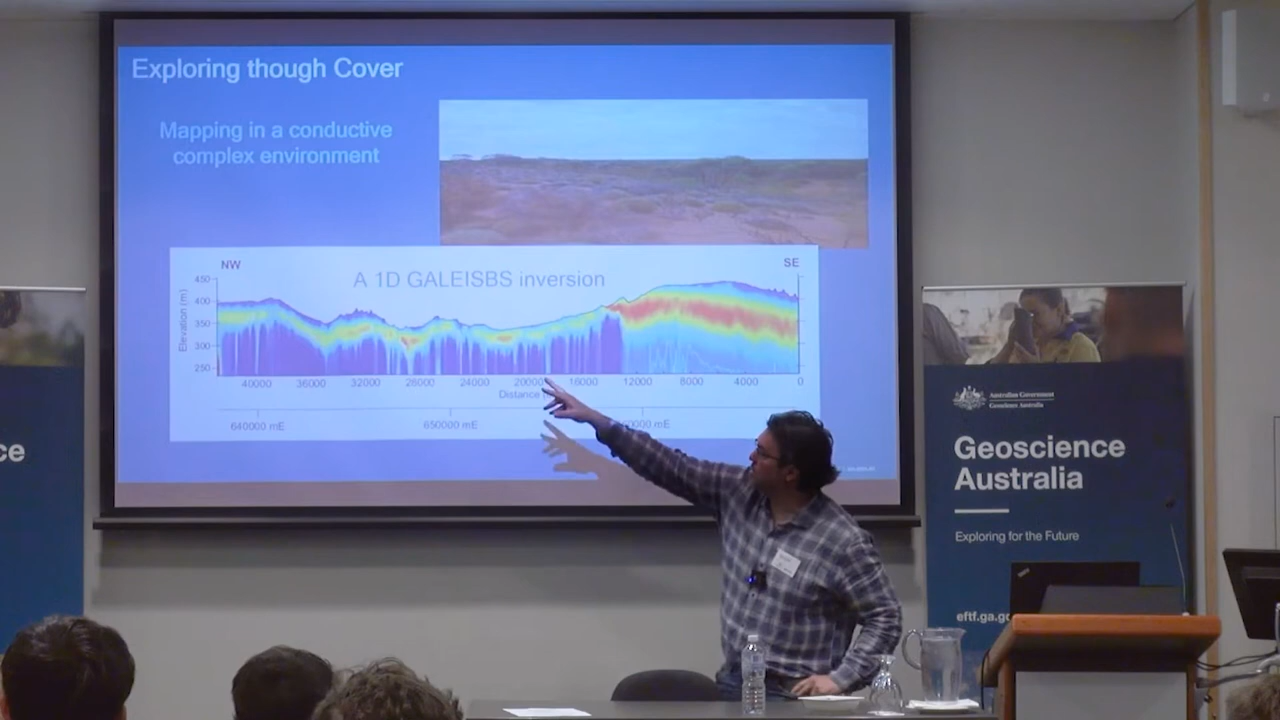 Exploring though Cover
Mapping in a conductive
complex environment
NW
SE
A 1D GALEISBS inversion
Elevation (m)
450
400
350
300
250
40000 36000 32000 28000 24000 20000 16000 12000 8000 4000 0
Distance
640000 mE 650000 mE mE
Australian Government
Geoscience Australia
Geoscience
Australia
Exploring for the Future
eftf.ga.go
ce